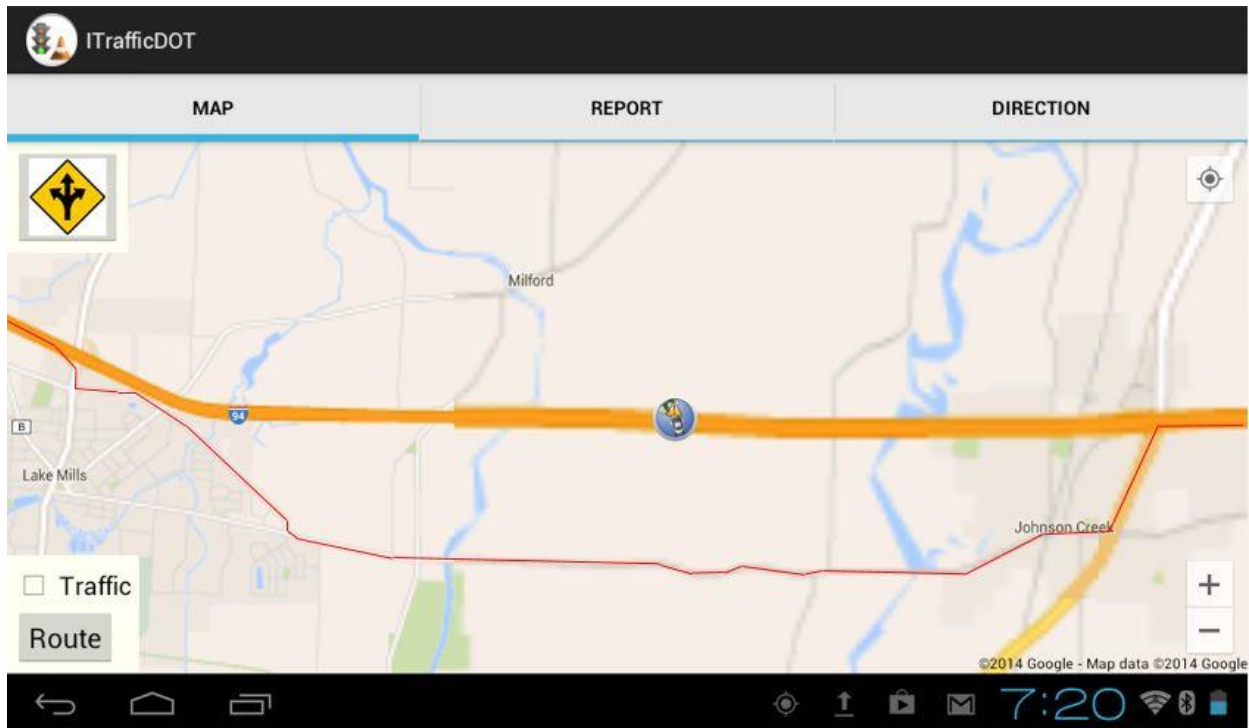 ITrafficDOT
MAP
REPORT
DIRECTION
Milford
94
B
Lake Mills
Johnson Creek
Traffic
Route
+
−
©2014 Google - Map data ©2014 Google
7:20